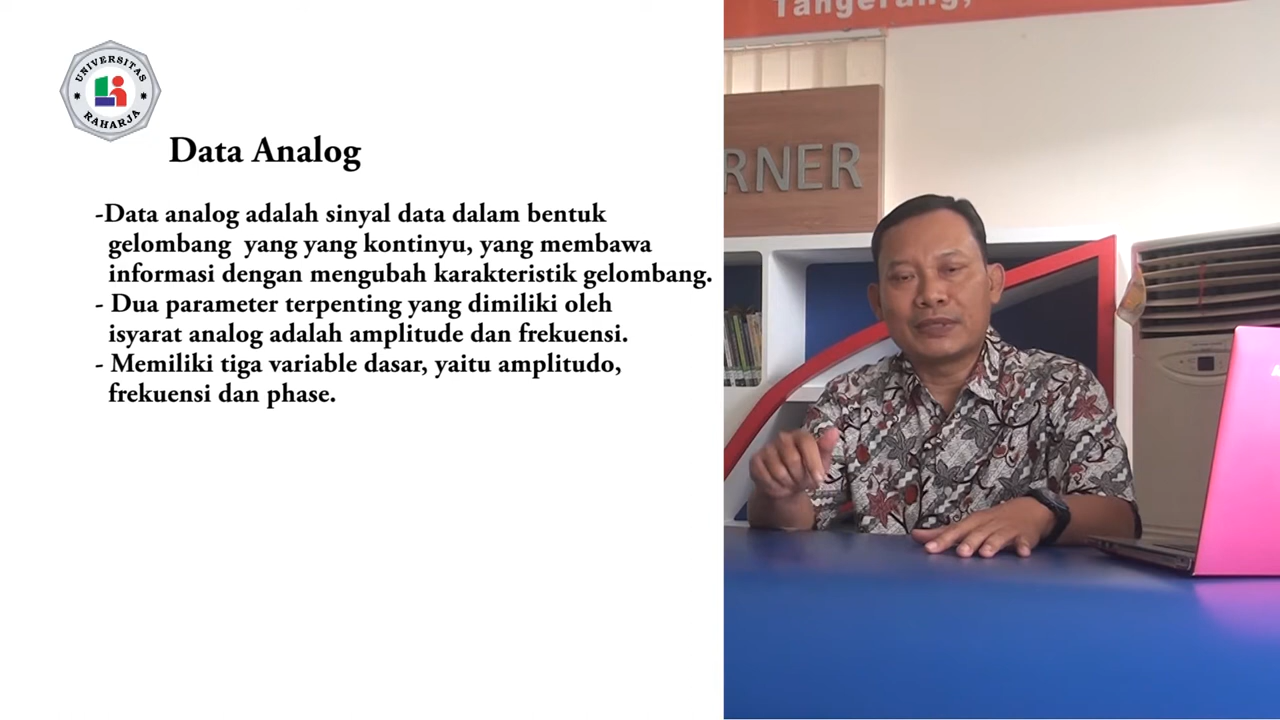 Tangerang,
UNIVERSITAS
RAHARJA
Data Analog
RNER
-Data analog adalah sinyal data dalam bentuk
gelombang yang yang kontinyu, yang membawa
informasi dengan mengubah karakteristik gelombang.
- Dua parameter terpenting yang dimiliki oleh
isyarat analog adalah amplitude dan frekuensi.
- Memiliki tiga variable dasar, yaitu amplitudo,
frekuensi dan phase.